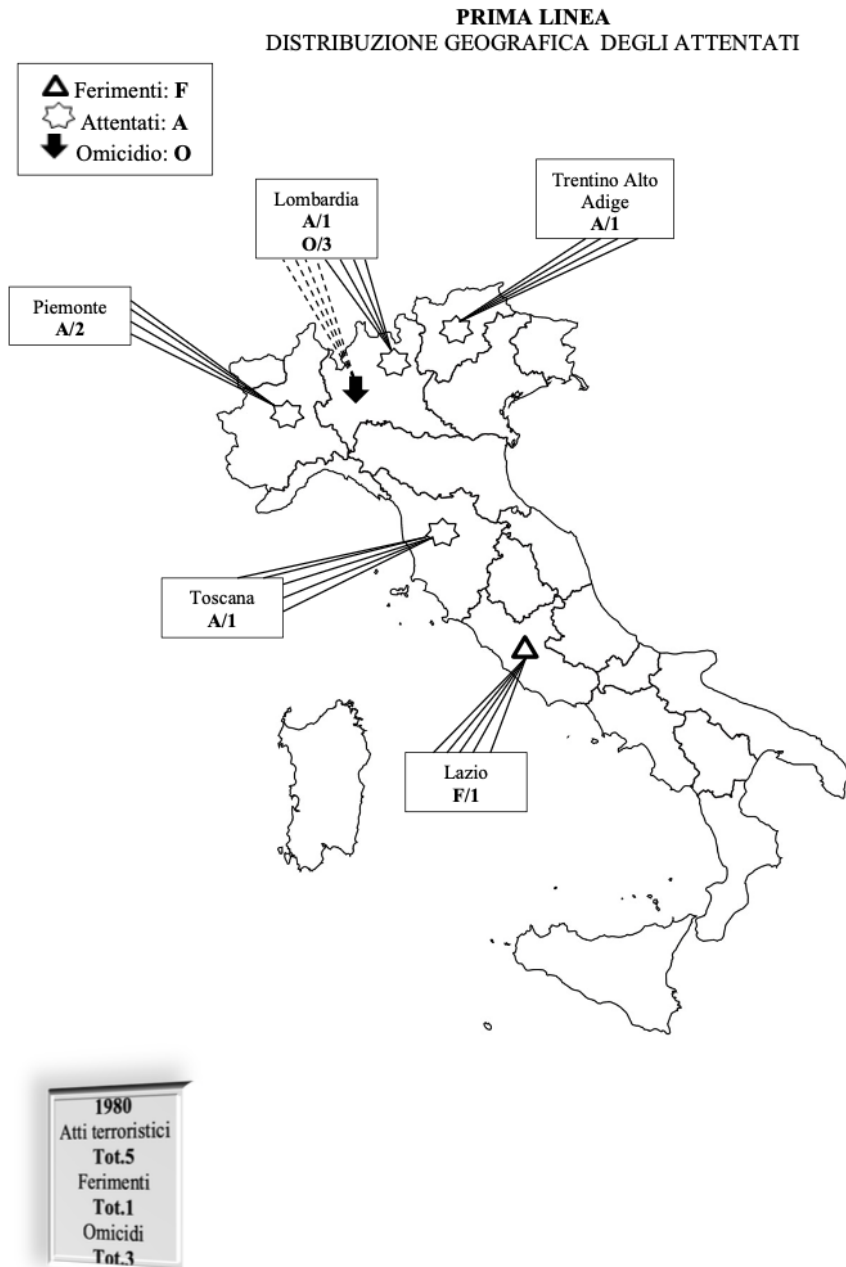 PRIMA LINEA
DISTRIBUZIONE GEOGRAFICA DEGLI ATTENTATI
Ferimenti: F
Attentati: A
Omicidio: O
Lombardia
A/1
O/3
Trentino Alto
Adige
A/1
Piemonte
A/2
Toscana
A/1
Lazio
F/1
1980
Atti terroristici
Tot.5
Ferimenti
Tot.1
Omicidi
Tot.3